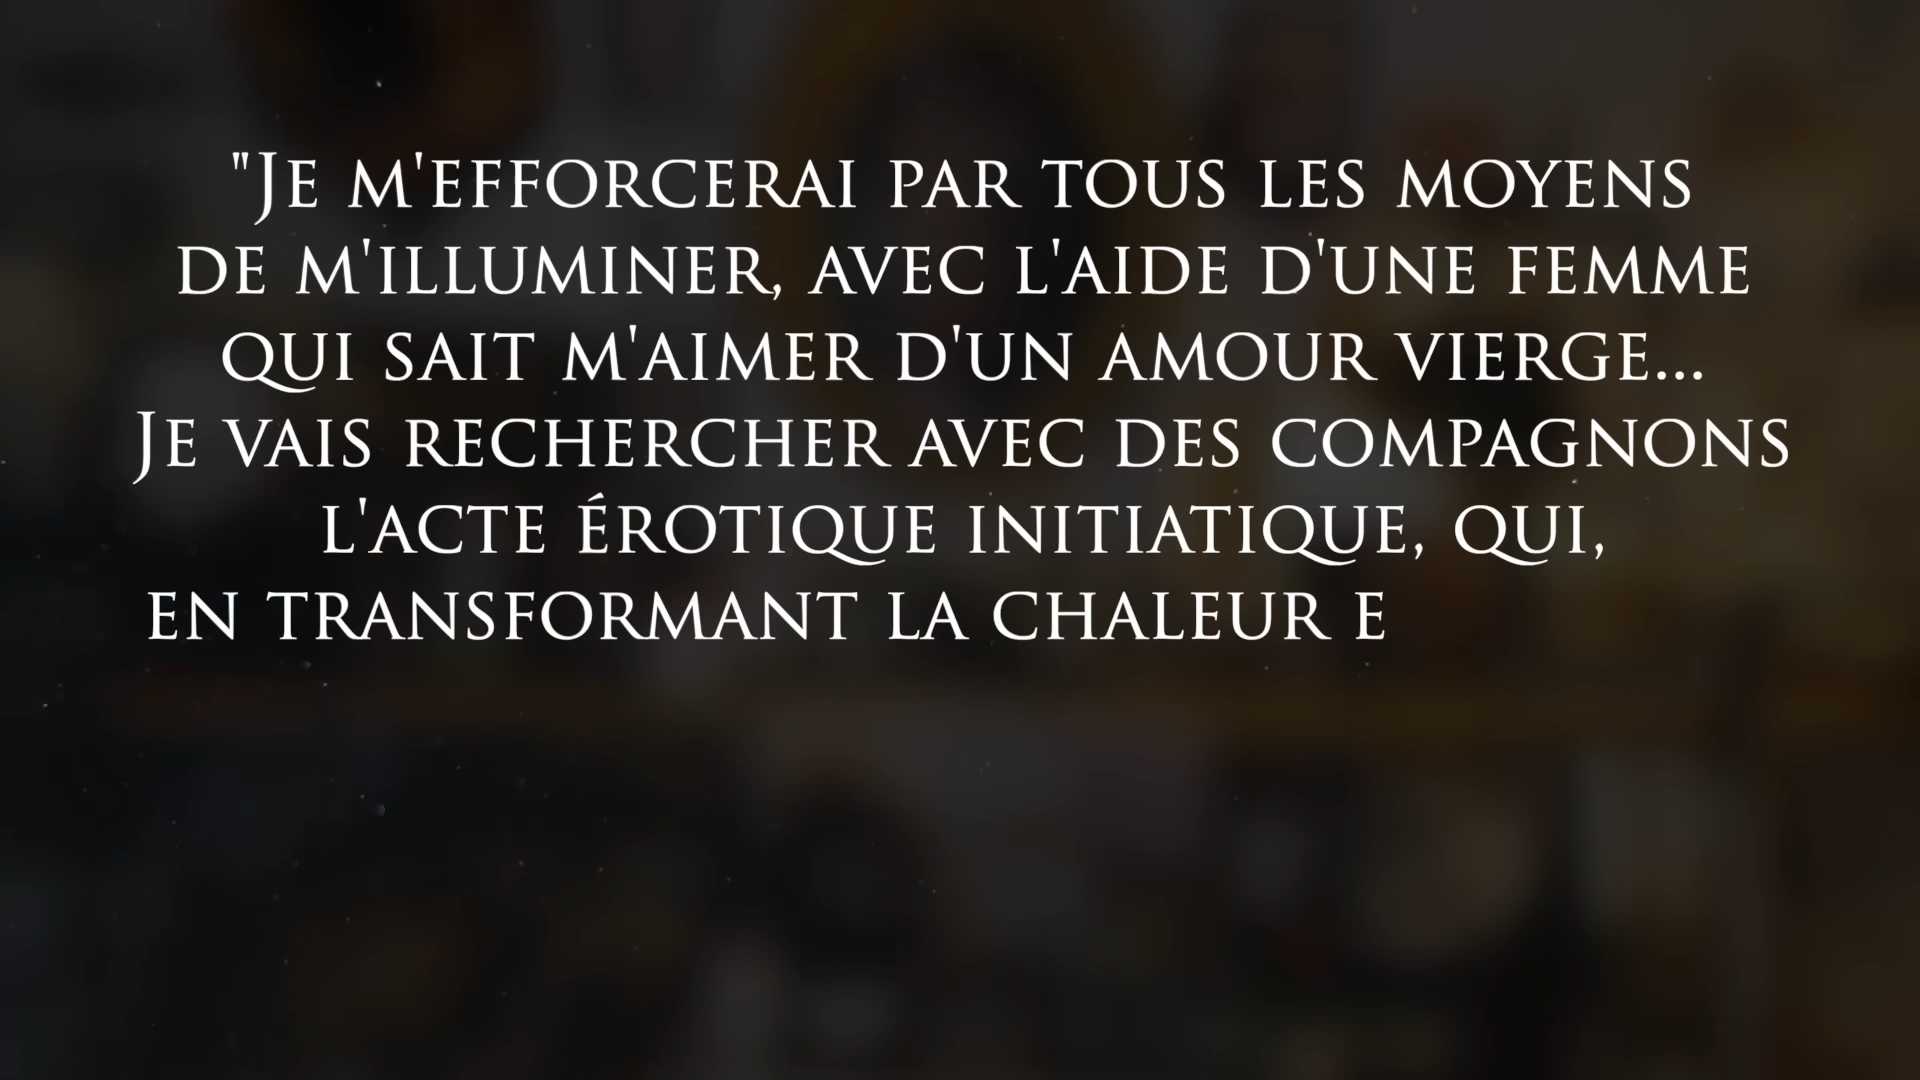 "Je m'efforcerai par tous les moyens
de m'illuminer, avec l'aide d'une femme
qui sait m'aimer d'un amour vierge...
Je vais rechercher avec des compagnons
l'acte érotique initiatique, qui,
en transformant la chaleur e